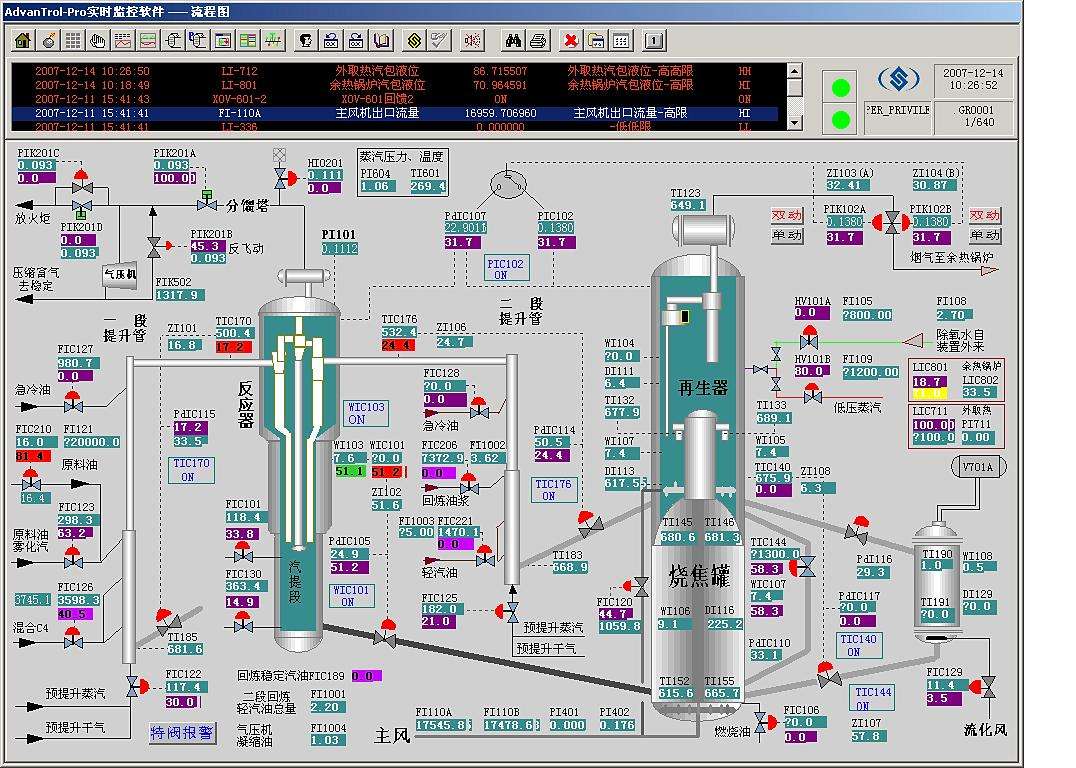 AdvanTrol-Pro实时监控软件 —— 流程图
2007-12-14 10:26:50 LI-712 外取热汽包液位 86.715507 外取热汽包液位-高高限 HH
2007-12-14 10:18:49 LI-801 余热锅炉汽包液位 70.964591 余热锅炉汽包液位-高限 HI
2007-12-11 15:41:43 XOV-601-2 XOV-601回馈2 ON ON
2007-12-11 15:41:41 FI-110A 主风机出口流量 16959.706960 主风机出口流量-高限 HI
2007-12-11 15:41:41 LI-336 0.000000 -低低限 LL
2007-12-14
10:26:52
?ER_PRIVILE
GRO001
1/640
PIK201C
0.093
0.0
PIK201A
0.093
100.0
HIO201
0.111
0.0
蒸汽压力、温度
PI604 TI601
1.06 269.4
放火炬
PIK201D
0.0
0.093
分馏塔
PIK201B
45.3
0.093
反飞动
压缩富气
去稳定
气压机
FIK502
1317.9
PI101
0.1112
PdIC107
22.9011
31.7
PIC102
0.1380
31.7
PIC102
ON
TI123
649.1
ZI103(A)
32.41
ZI104(B)
30.87
双动
单动
PIK102A
0.1380
31.7
PIK102B
0.1380
31.7
双动
单动
烟气至余热锅炉
一 段
提升管
二 段
提升管
ZI101
16.8
TIC170
500.4
17.2
TIC176
532.4
24.4
ZI106
24.7
HV101A
0.0
FI105
?800.00
FI108
2.70
除氧水自
装置外来
HV101B
80.0
FI109
?1200.00
低压蒸汽
LIC801
18.7
余热锅炉
LIC802
33.5
LIC711
100.0
?100.0
外取热
PI711
0.00
V701A
FIC127
980.7
0.0
急冷油
FIC210
16.0
81.4
16.4
FI121
?20000.0
原料油
FIC123
298.3
53.2
原料油
雾化汽
3745.1
FIC126
3598.3
40.5
混合C4
PdIC115
17.2
33.5
TIC170
ON
反应器
WIC103
ON
WI103
7.6
51.1
WIC101
51.2
ZI102
51.6
FIC128
?0.0
0.0
急冷油
FIC206
7372.9
0.0
FI1002
3.62
回炼油浆
FI1003
?5.00
FIC221
1470.1
0.0
轻汽油
FIC101
118.4
33.8
FIC130
363.4
14.9
汽提段
PdIC105
24.9
51.2
WIC101
ON
PdIC114
50.5
24.4
TIC176
ON
TI183
668.9
FIC125
182.0
21.0
预提升蒸汽
预提升干气
WI104
?0.0
DI111
6.4
TI132
677.9
WI107
7.4
DI113
617.55
再生器
TI133
689.1
WI105
7.4
TIC140
675.9
0.0
ZI108
6.3
TI145 TI146
680.6 681.3
烧焦罐
WI106
9.1
DI116
225.2
TI152 TI155
615.6 665.7
TIC144
?1300.0
58.3
WIC107
7.4
58.3
PdIC110
33.1
FIC120
44.7
1059.8
PdI116
29.3
PdIC117
?0.0
0.0
TIC140
ON
TIC144
ON
ZI107
57.8
TI190
1.0
TI191
?0.0
WI108
0.5
DI129
?0.0
FIC129
11.4
3.5
流化风
TI185
681.6
FIC122
117.4
30.0
预提升蒸汽
预提升干气
特阀报警
回炼稳定汽油FIC189 0.0
二段回炼
轻汽油总量
FI1001
2.20
气压机
凝缩油
FI1004
1.03
主风
FI110A
17545.8
FI110B
17478.6
PI401
0.000
PI402
0.176
燃烧油
FIC106
?0.0
0.0